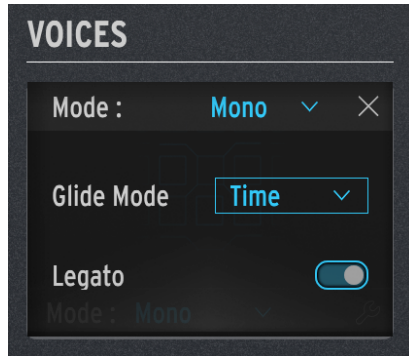 VOICES
Mode : Mono
Glide Mode Time
Legato
Mode : Mono